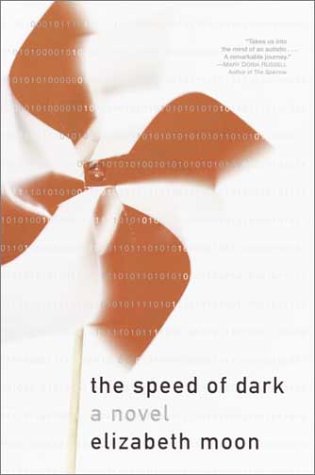 "Takes us into
the mind of an autistic . . .
A remarkable journey."
—MARY DORIA RUSSELL
Author of The Sparrow
the speed of dark
a novel
elizabeth moon